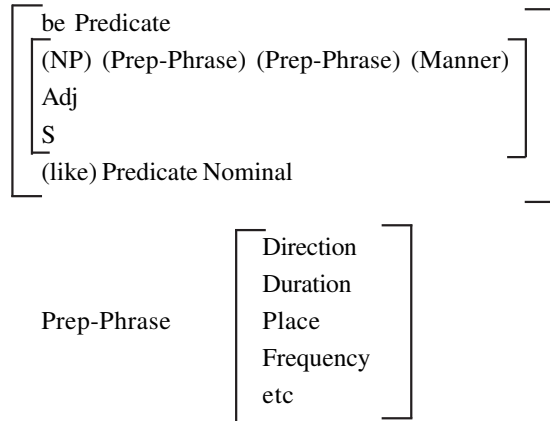 be Predicate
(NP) (Prep-Phrase) (Prep-Phrase) (Manner)
Adj
S
(like) Predicate Nominal
Direction
Duration
Prep-Phrase Place
Frequency
etc